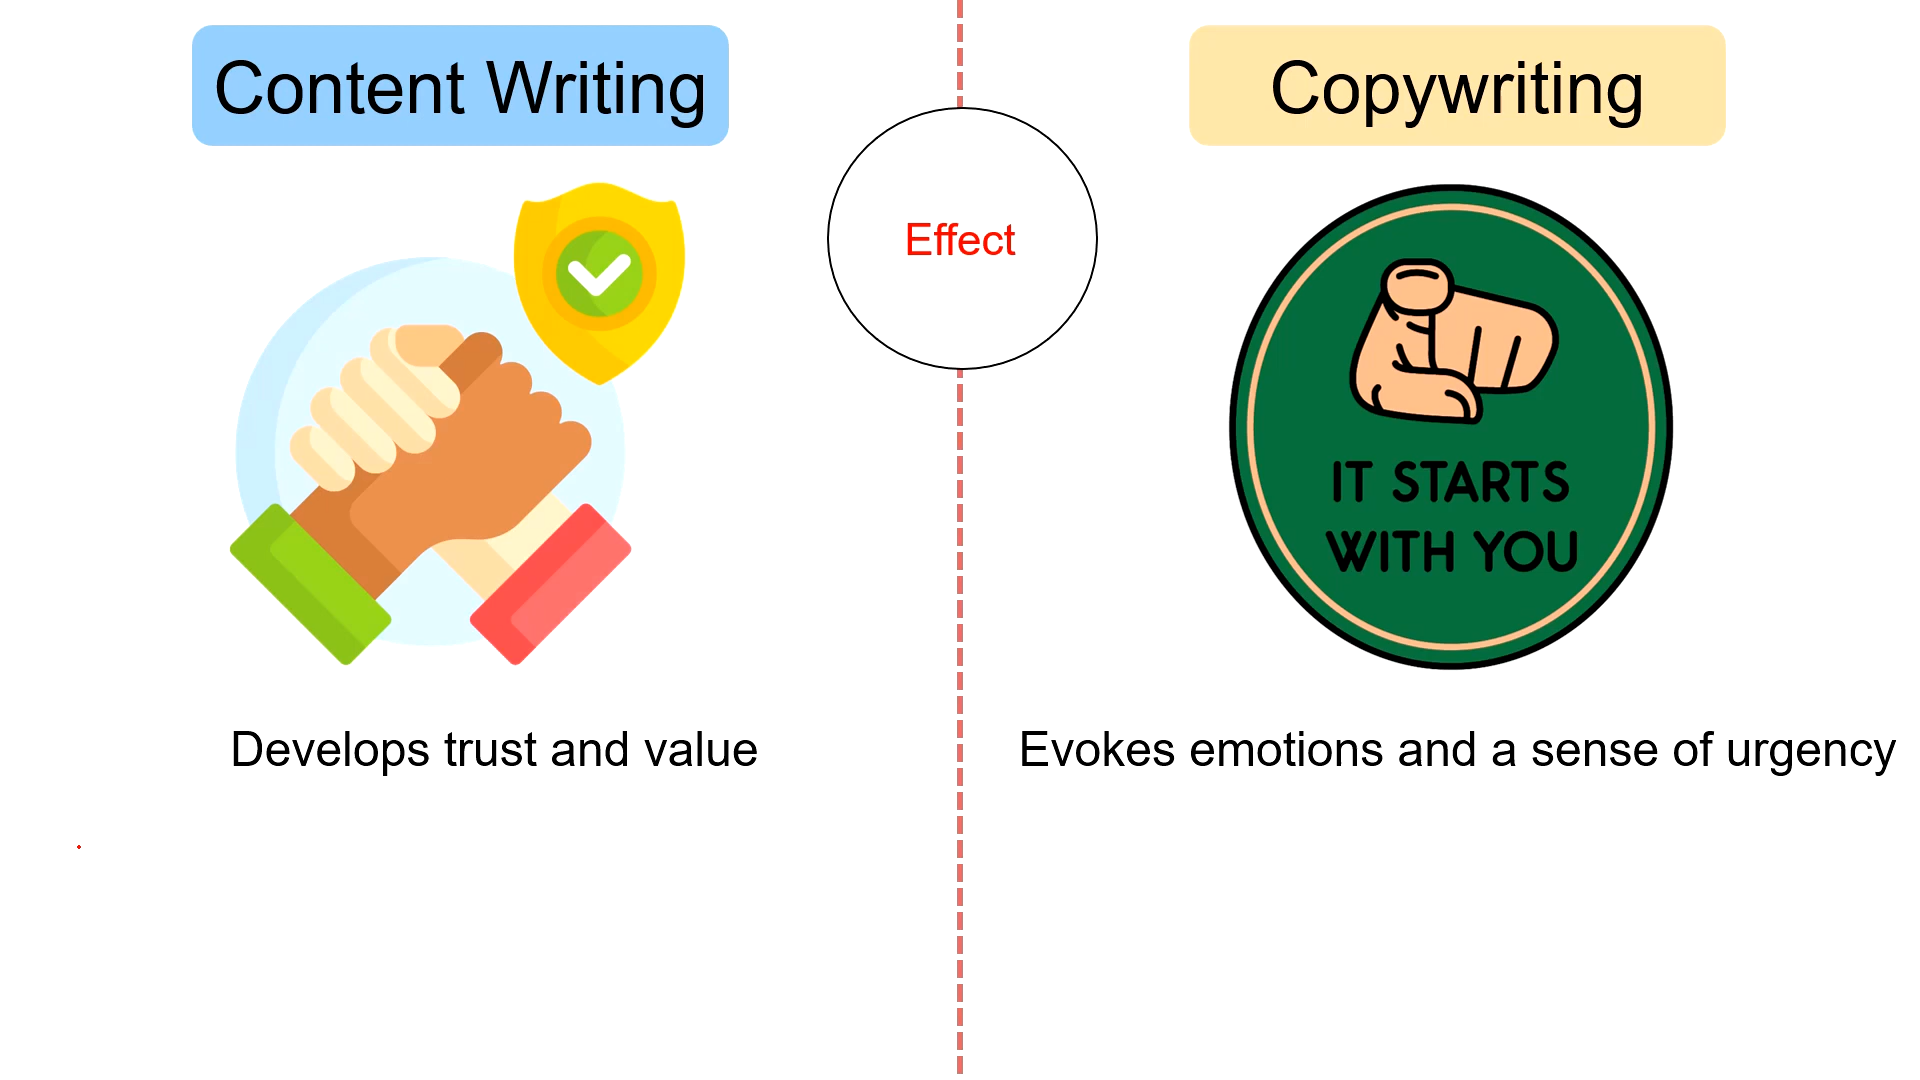 Content Writing
Copywriting
Effect
IT STARTS
WITH YOU
Develops trust and value
Evokes emotions and a sense of urgency